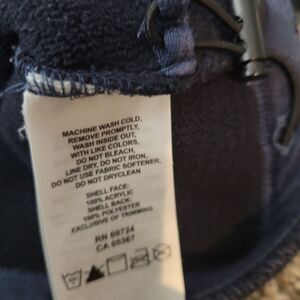 MACHINE WASH COLD,
REMOVE PROMPTLY,
WASH INSIDE OUT,
WITH LIKE COLORS,
DO NOT BLEACH,
LINE DRY, DO NOT IRON,
DO NOT USE FABRIC SOFTENER,
DO NOT DRYCLEAN
SHELL FACE:
100% ACRYLIC
SHELL BACK:
100% POLYESTER
EXCLUSIVE OF TRIMMING
RN 69724
CA 05367